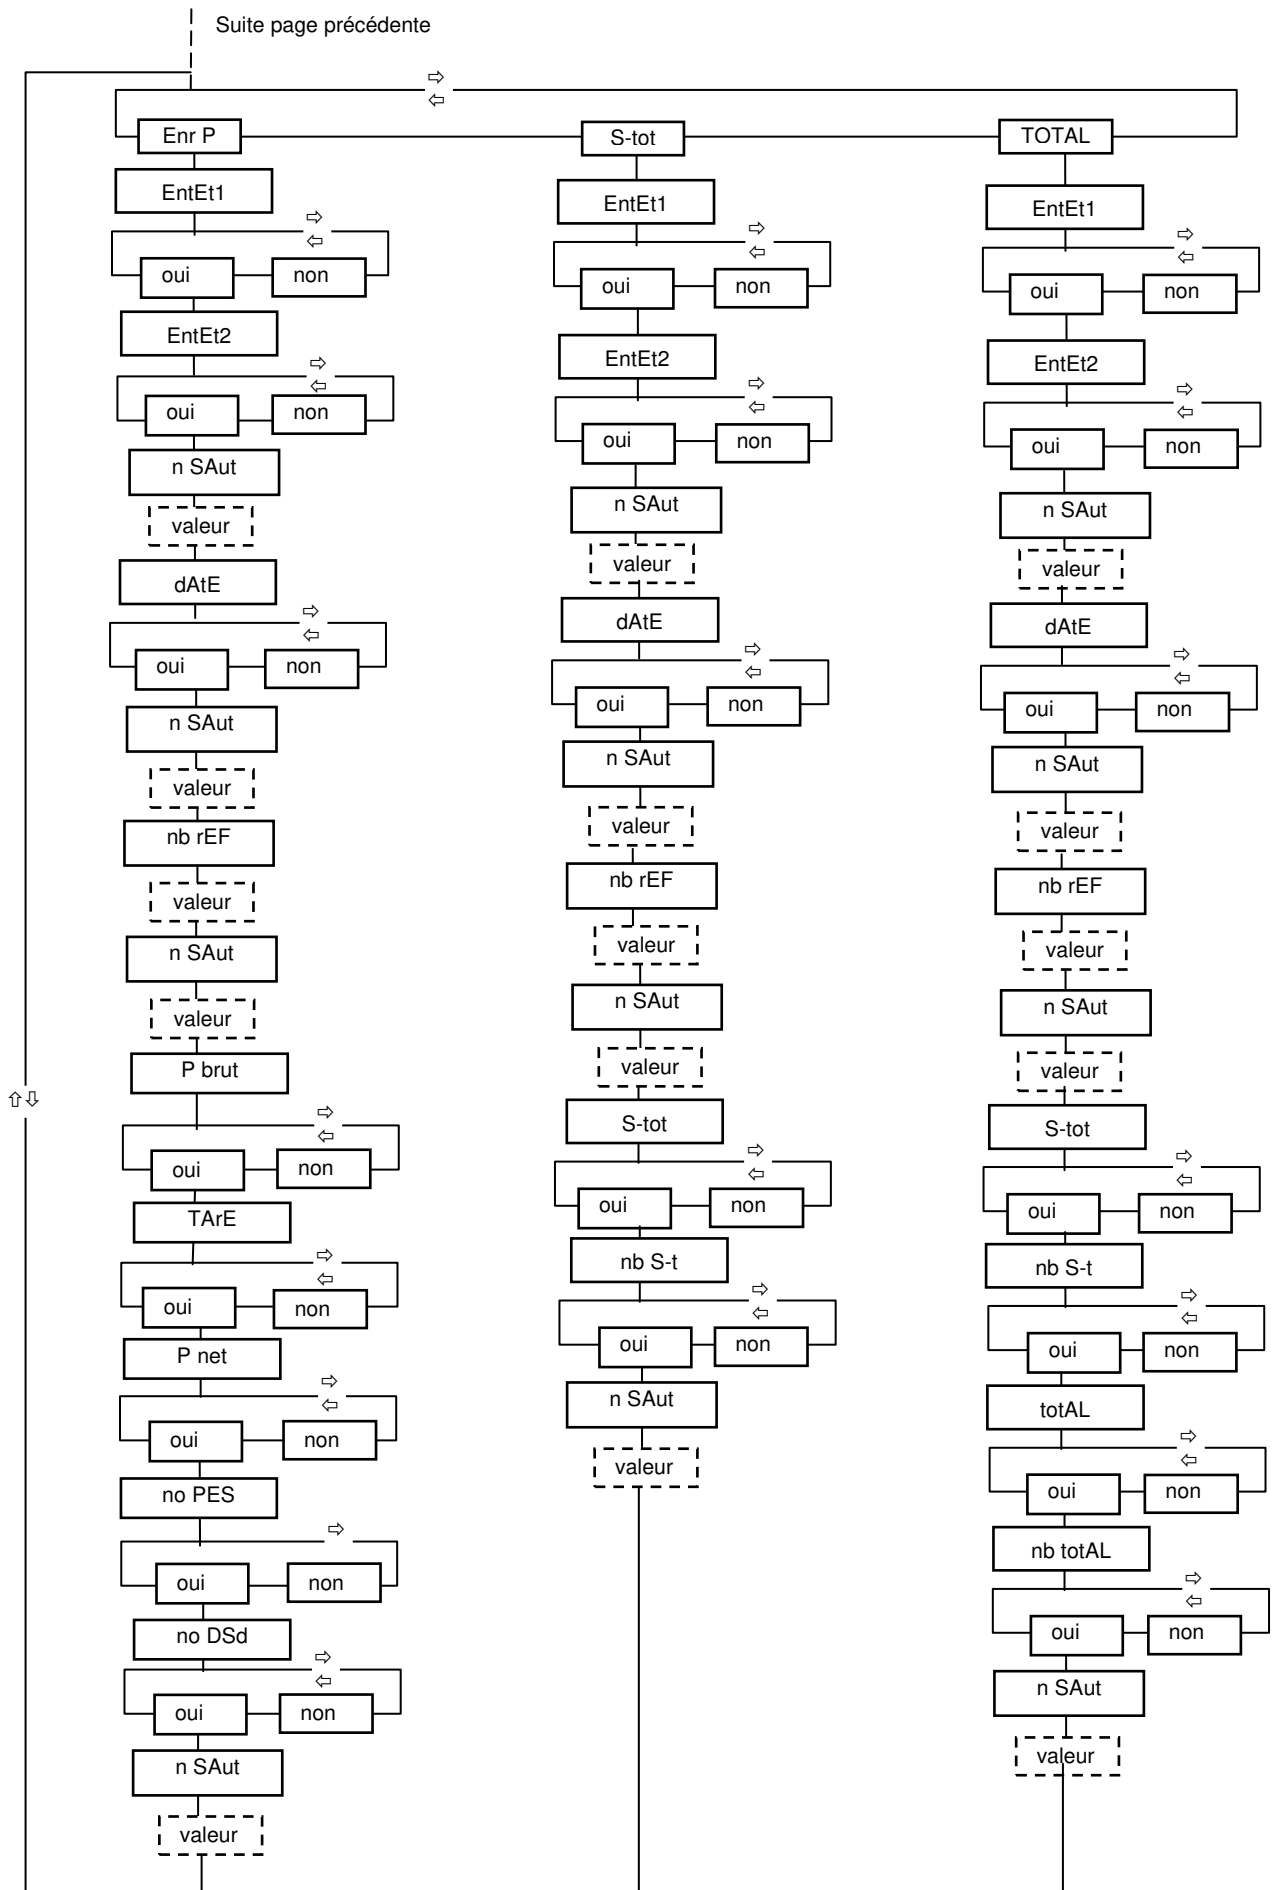 Suite page précédente
⇨
⇦
Enr P
EntEt1
⇨
⇦
oui non
EntEt2
⇨
⇦
oui non
n SAut
valeur
dAtE
⇨
⇦
oui non
n SAut
valeur
nb rEF
valeur
n SAut
valeur
P brut
⇨
⇦
oui non
TArE
⇨
⇦
oui non
P net
⇨
⇦
oui non
no PES
⇨
oui non
no DSd
⇨
⇦
oui non
n SAut
valeur
S-tot
EntEt1
⇨
⇦
oui non
EntEt2
⇨
⇦
oui non
n SAut
valeur
dAtE
⇨
⇦
oui non
n SAut
valeur
nb rEF
valeur
n SAut
valeur
S-tot
⇨
⇦
oui non
nb S-t
⇨
⇦
oui non
n SAut
valeur
TOTAL
EntEt1
⇨
⇦
oui non
EntEt2
⇨
⇦
oui non
n SAut
valeur
dAtE
⇨
⇦
oui non
n SAut
valeur
nb rEF
valeur
n SAut
valeur
S-tot
⇨
⇦
oui non
nb S-t
⇨
⇦
oui non
totAL
⇨
⇦
oui non
nb totAL
⇨
⇦
oui non
n SAut
valeur
⇧⇩